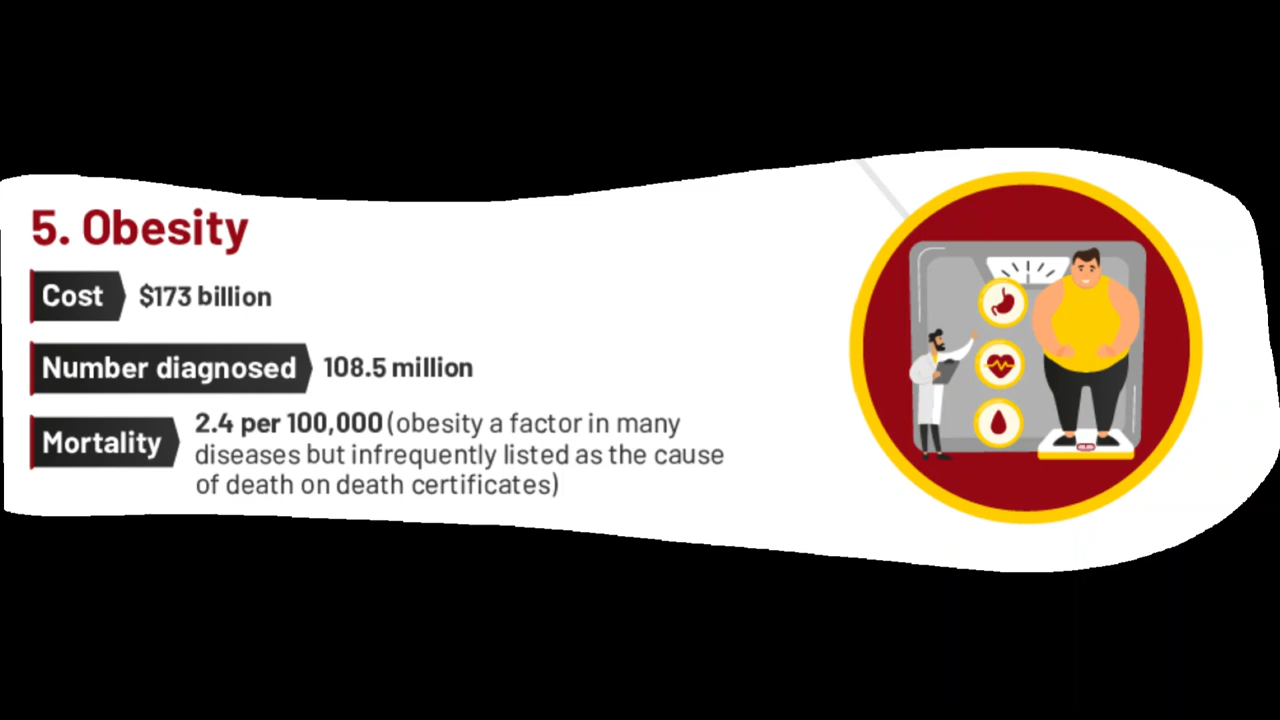 5. Obesity
Cost $173 billion
Number diagnosed 108.5 million
Mortality 2.4 per 100,000 (obesity a factor in many
diseases but infrequently listed as the cause
of death on death certificates)